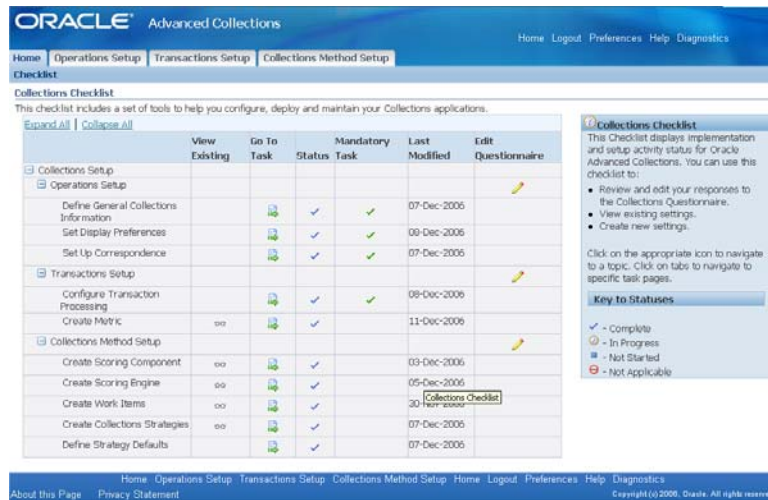 ORACLE® Advanced Collections
Home Logout Preferences Help Diagnostics
Home Operations Setup Transactions Setup Collections Method Setup
Checklist
Collections Checklist
This checklist includes a set of tools to help you configure, deploy and maintain your Collections applications.
Expand All | Collapse All
View Existing Go To Task Status Mandatory Task Last Modified Edit Questionnaire
Collections Setup
Operations Setup
Define General Collections Information 07-Dec-2006
Set Display Preferences 08-Dec-2006
Set Up Correspondence 07-Dec-2006
Transactions Setup
Configure Transaction Processing 08-Dec-2006
Create Metric 11-Dec-2006
Collections Method Setup
Create Scoring Component 03-Dec-2006
Create Scoring Engine 05-Dec-2006
Collections Checklist
Create Work Items 30-Nov-2006
Create Collections Strategies 07-Dec-2006
Define Strategy Defaults 07-Dec-2006
Collections Checklist
This Checklist displays implementation
and setup activity status for Oracle
Advanced Collections. You can use this
checklist to:
• Review and edit your responses to
the Collections Questionnaire.
• View existing settings.
• Create new settings.
Click on the appropriate icon to navigate
to a topic. Click on tabs to navigate to
specific task pages.
Key to Statuses
- Complete
- In Progress
- Not Started
- Not Applicable
Home Operations Setup Transactions Setup Collections Method Setup Home Logout Preferences Help Diagnostics
About this Page Privacy Statement
Copyright (c) 2006, Oracle. All rights reserved